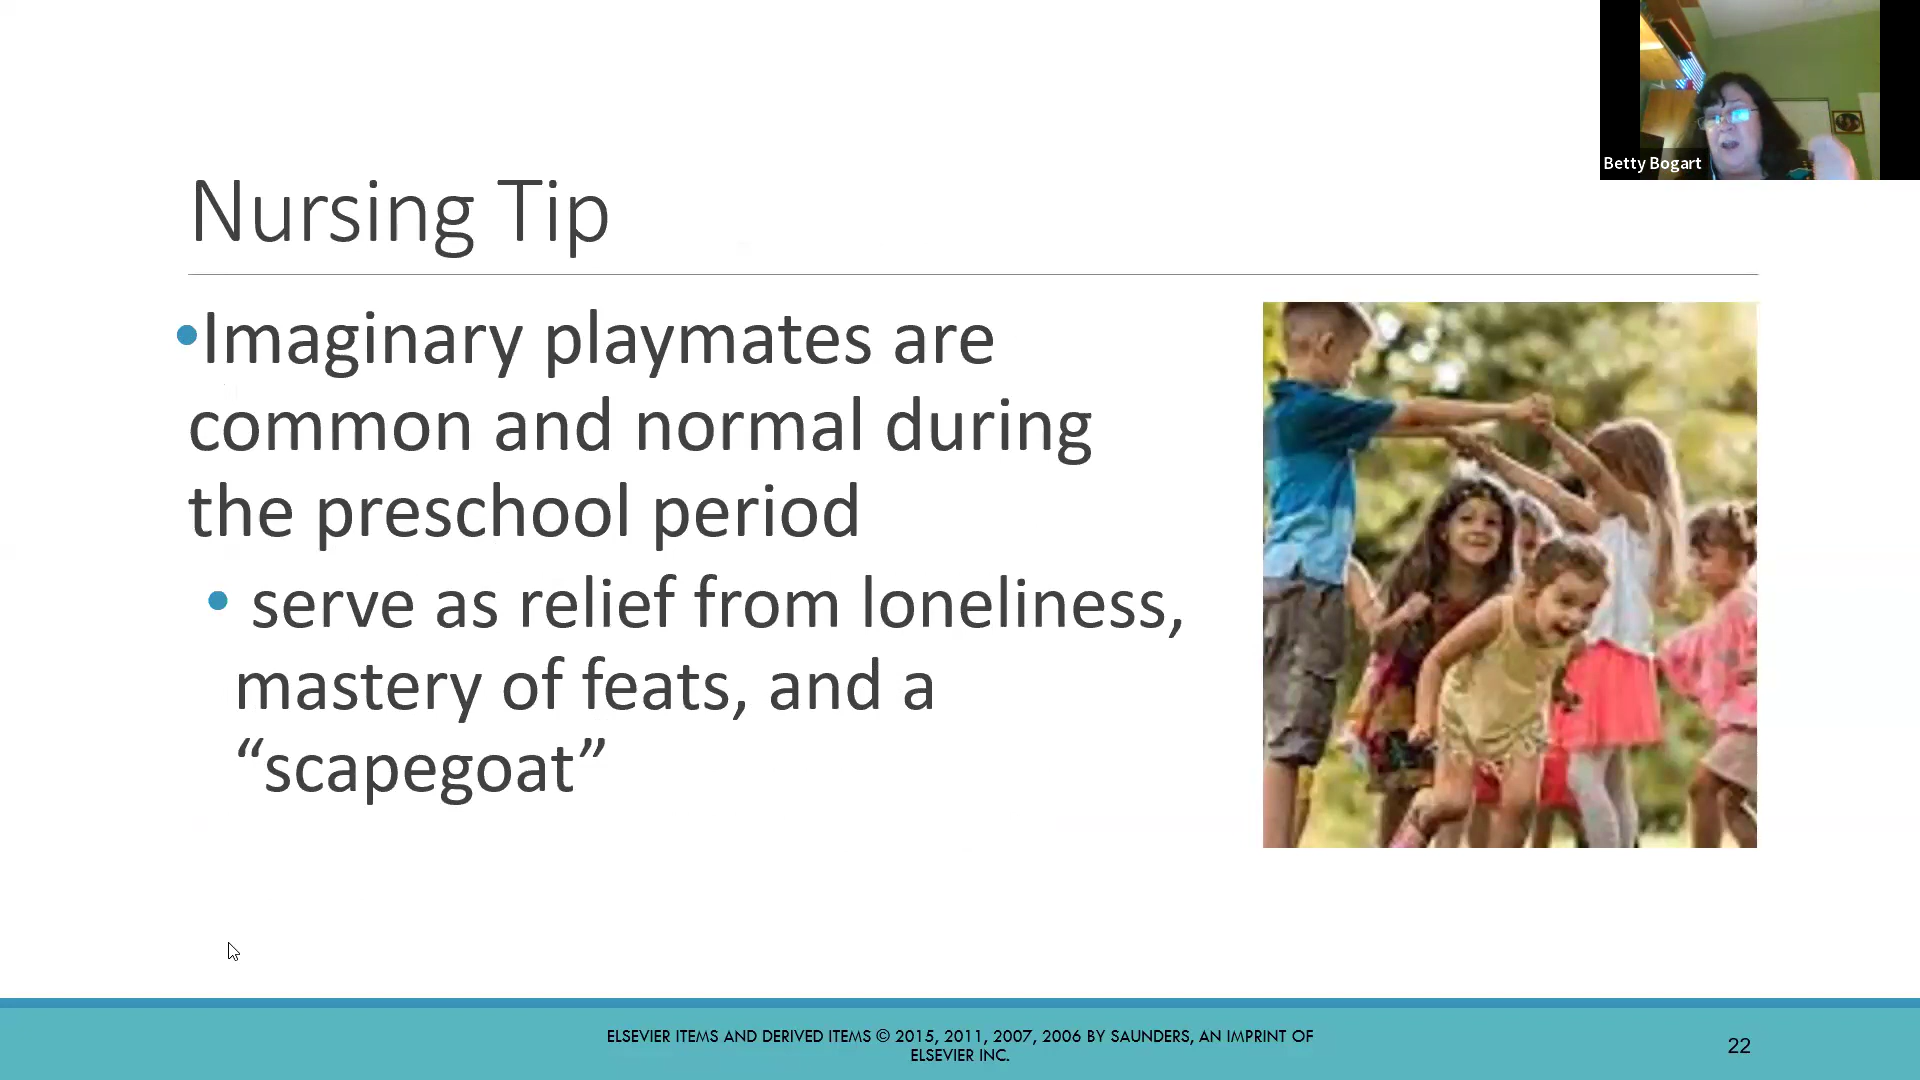 Betty Bogart
Nursing Tip
•Imaginary playmates are
common and normal during
the preschool period
• serve as relief from loneliness,
mastery of feats, and a
“scapegoat”
ELSEVIER ITEMS AND DERIVED ITEMS © 2015, 2011, 2007, 2006 BY SAUNDERS, AN IMPRINT OF
ELSEVIER INC.
22